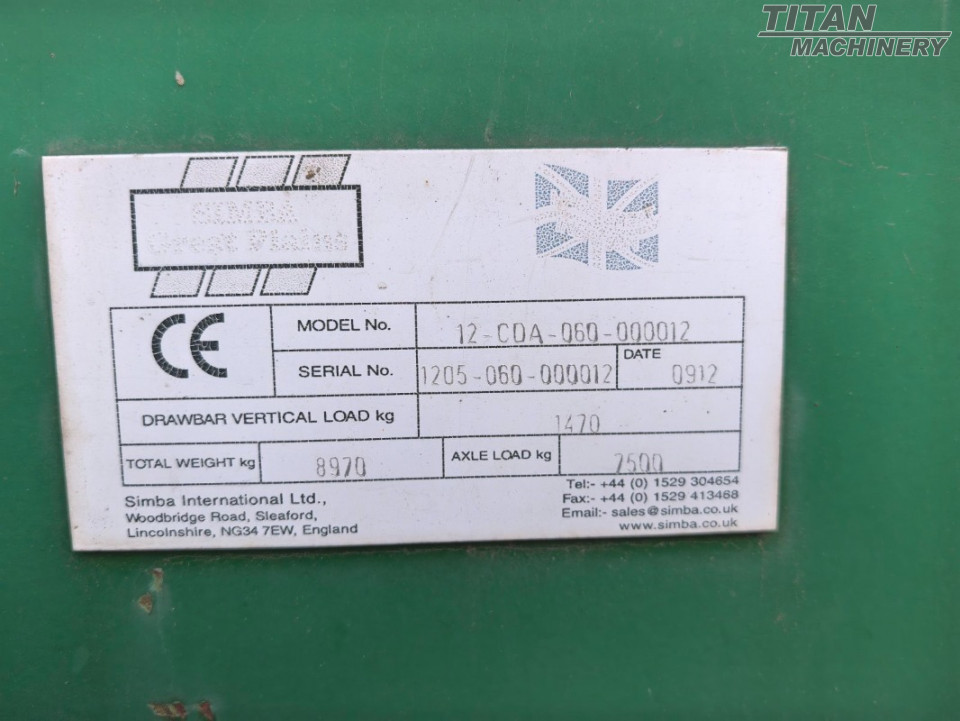 TITAN
MACHINERY
SIMBA
Great Plains
CE
MODEL No. 12-CDA-060-000012
SERIAL No. 1205-060-000012 DATE 0912
DRAWBAR VERTICAL LOAD kg 1470
TOTAL WEIGHT kg 8970 AXLE LOAD kg 7500
Simba International Ltd.,
Woodbridge Road, Sleaford,
Lincolnshire, NG34 7EW, England
Tel:- +44 (0) 1529 304654
Fax:- +44 (0) 1529 413468
Email:- sales@simba.co.uk
www.simba.co.uk